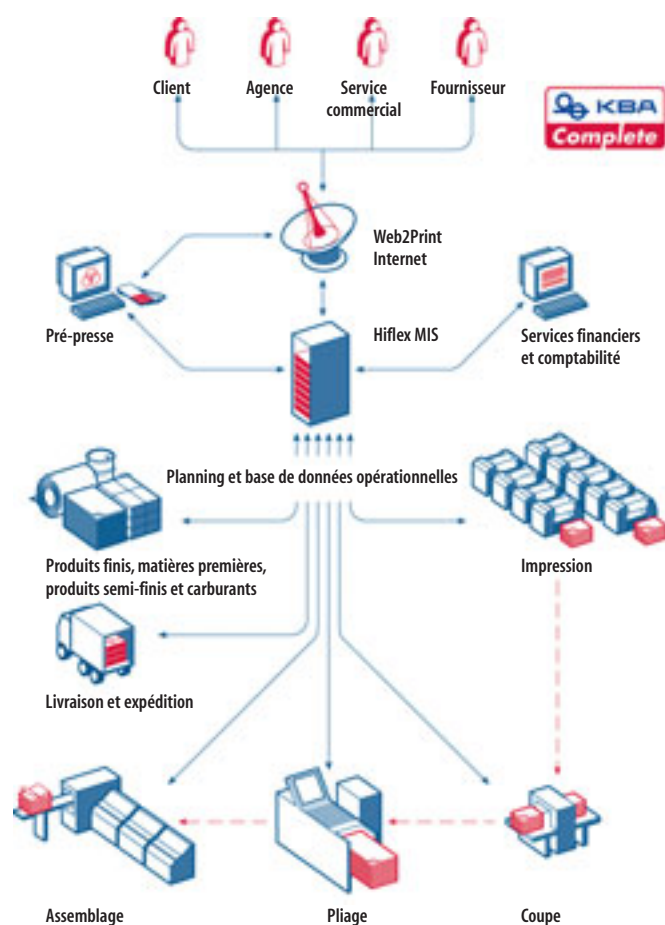 Client
Agence
Service
commercial
Fournisseur
KBA
Complete
Web2Print
Internet
Pré-presse
Hiflex MIS
Services financiers
et comptabilité
Planning et base de données opérationnelles
Produits finis, matières premières,
produits semi-finis et carburants
Impression
Livraison et expédition
Assemblage
Pliage
Coupe